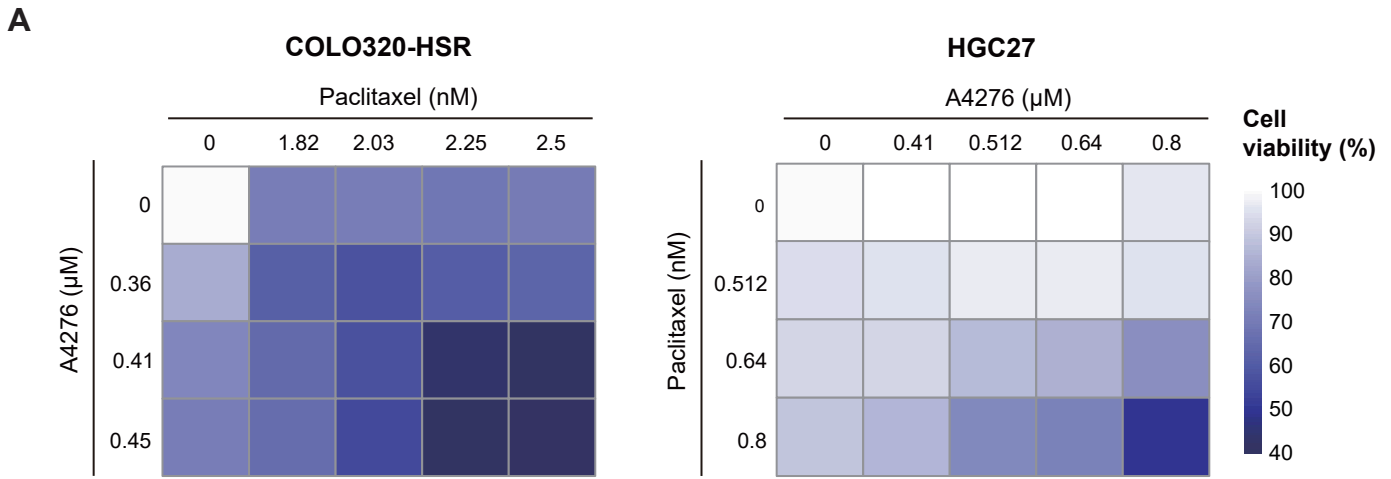 A
COLO320-HSR
Paclitaxel (nM)
0 1.82 2.03 2.25 2.5
A4276 (µM)
0
0.36
0.41
0.45
HGC27
A4276 (µM)
0 0.41 0.512 0.64 0.8
Paclitaxel (nM)
0
0.512
0.64
0.8
Cell
viability (%)
100
90
80
70
60
50
40